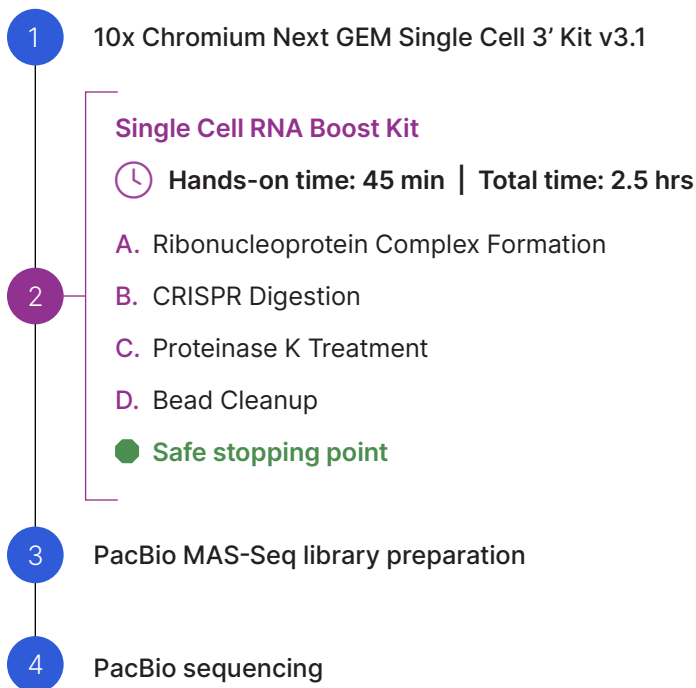 1 10x Chromium Next GEM Single Cell 3’ Kit v3.1
Single Cell RNA Boost Kit
Hands-on time: 45 min | Total time: 2.5 hrs
A. Ribonucleoprotein Complex Formation
2 B. CRISPR Digestion
C. Proteinase K Treatment
D. Bead Cleanup
Safe stopping point
3 PacBio MAS-Seq library preparation
4 PacBio sequencing